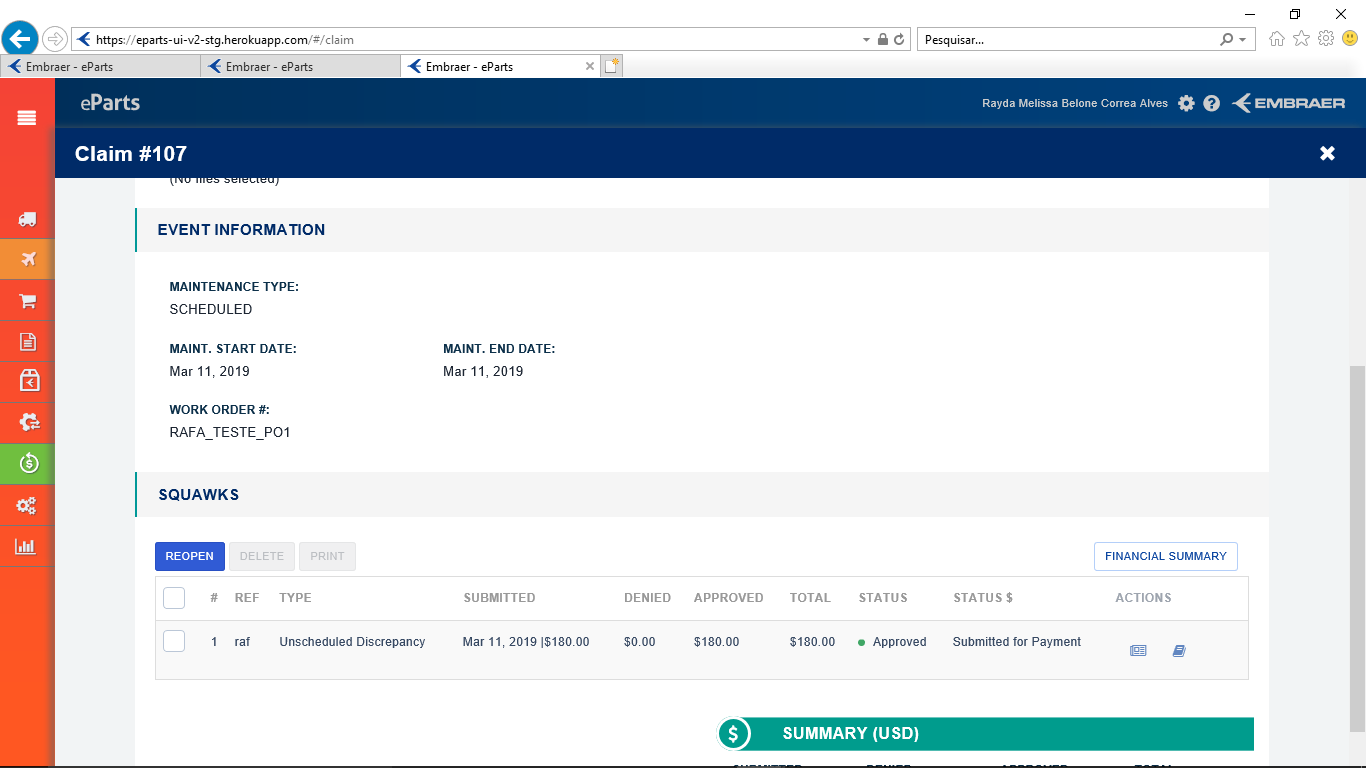 https://eparts-ui-v2-stg.herokuapp.com/#/claim
Pesquisar...
Embraer - eParts
Embraer - eParts
Embraer - eParts
eParts
Rayda Melissa Belone Correa Alves
EMBRAER
Claim #107
(No files selected)
EVENT INFORMATION
MAINTENANCE TYPE:
SCHEDULED
MAINT. START DATE: MAINT. END DATE:
Mar 11, 2019 Mar 11, 2019
WORK ORDER #:
RAFA_TESTE_PO1
SQUAWKS
REOPEN DELETE PRINT FINANCIAL SUMMARY
# REF TYPE SUBMITTED DENIED APPROVED TOTAL STATUS STATUS $ ACTIONS
1 raf Unscheduled Discrepancy Mar 11, 2019 |$180.00 $0.00 $180.00 $180.00 Approved Submitted for Payment
SUMMARY (USD)
SUBMITTED DENIED APPROVED TOTAL